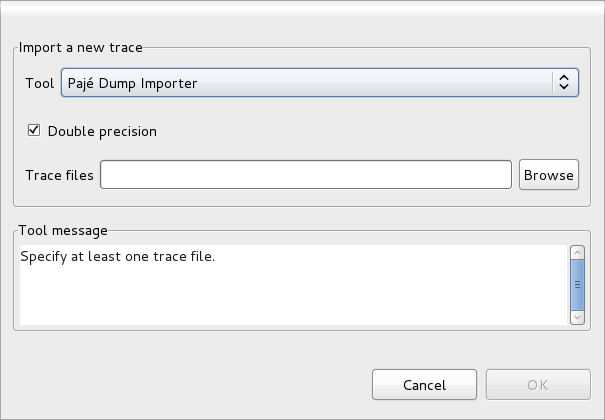 Import a new trace
Tool
Pajé Dump Importer
Double precision
Trace files
Browse
Tool message
Specify at least one trace file.
Cancel
OK